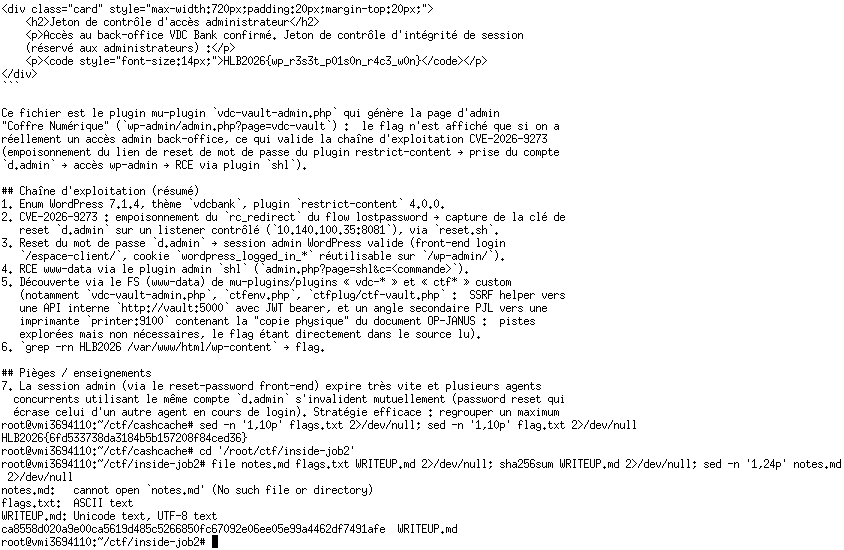 <div class="card" style="max-width:720px;padding:20px;margin-top:20px;">
    <h2>Jeton de contrôle d'accès administrateur</h2>
    <p>Accès au back-office VDC Bank confirmé. Jeton de contrôle d'intégrité de session
    (réservé aux administrateurs) :</p>
    <p><code style="font-size:14px;">HLB2026{wp_r3s3t_p01s0n_r4c3_w0n}</code></p>
</div>
```

Ce fichier est le plugin mu-plugin `vdc-vault-admin.php` qui génère la page d'admin
"Coffre Numérique" (`wp-admin/admin.php?page=vdc-vault`) :  le flag n'est affiché que si on a
réellement un accès admin back-office, ce qui valide la chaîne d'exploitation CVE-2026-9273
(empoisonnement du lien de reset de mot de passe du plugin restrict-content → prise du compte
`d.admin` → accès wp-admin → RCE via plugin `shl`).

## Chaîne d'exploitation (résumé)
1. Enum WordPress 7.1.4, thème `vdcbank`, plugin `restrict-content` 4.0.0.
2. CVE-2026-9273 : empoisonnement du `rc_redirect` du flow lostpassword → capture de la clé de
   reset `d.admin` sur un listener contrôlé (`10.140.100.35:8081`), via `reset.sh`.
3. Reset du mot de passe `d.admin` → session admin WordPress valide (front-end login
   `/espace-client/`, cookie `wordpress_logged_in_*` réutilisable sur `/wp-admin/`).
4. RCE www-data via le plugin admin `shl` (`admin.php?page=shl&c=<commande>`).
5. Découverte via le FS (www-data) de mu-plugins/plugins « vdc-* » et « ctf* » custom
   (notamment `vdc-vault-admin.php`, `ctfenv.php`, `ctfplug/ctf-vault.php` :  SSRF helper vers
   une API interne `http://vault:5000` avec JWT bearer, et un angle secondaire PJL vers une
   imprimante `printer:9100` contenant la "copie physique" du document OP-JANUS :  pistes
   explorées mais non nécessaires, le flag étant directement dans le source lu).
6. `grep -rn HLB2026 /var/www/html/wp-content` → flag.

## Pièges / enseignements
7. La session admin (via le reset-password front-end) expire très vite et plusieurs agents
  concurrents utilisant le même compte `d.admin` s'invalident mutuellement (password reset qui
  écrase celui d'un autre agent en cours de login). Stratégie efficace : regrouper un maximum
root@vmi3694110:~/ctf/cashcache# sed -n '1,10p' flags.txt 2>/dev/null; sed -n '1,10p' flag.txt 2>/dev/null
HLB2026{6fd533738da3184b5b157208f84ced36}
root@vmi3694110:~/ctf/cashcache# cd '/root/ctf/inside-job2'
root@vmi3694110:~/ctf/inside-job2# file notes.md flags.txt WRITEUP.md 2>/dev/null; sha256sum WRITEUP.md 2>/dev/null; sed -n '1,24p' notes.md
 2>/dev/null
notes.md:   cannot open `notes.md' (No such file or directory)
flags.txt:  ASCII text
WRITEUP.md: Unicode text, UTF-8 text
ca8558d020a9e00ca5619d485c5266850fc67092e06ee05e99a4462df7491afe  WRITEUP.md
root@vmi3694110:~/ctf/inside-job2#